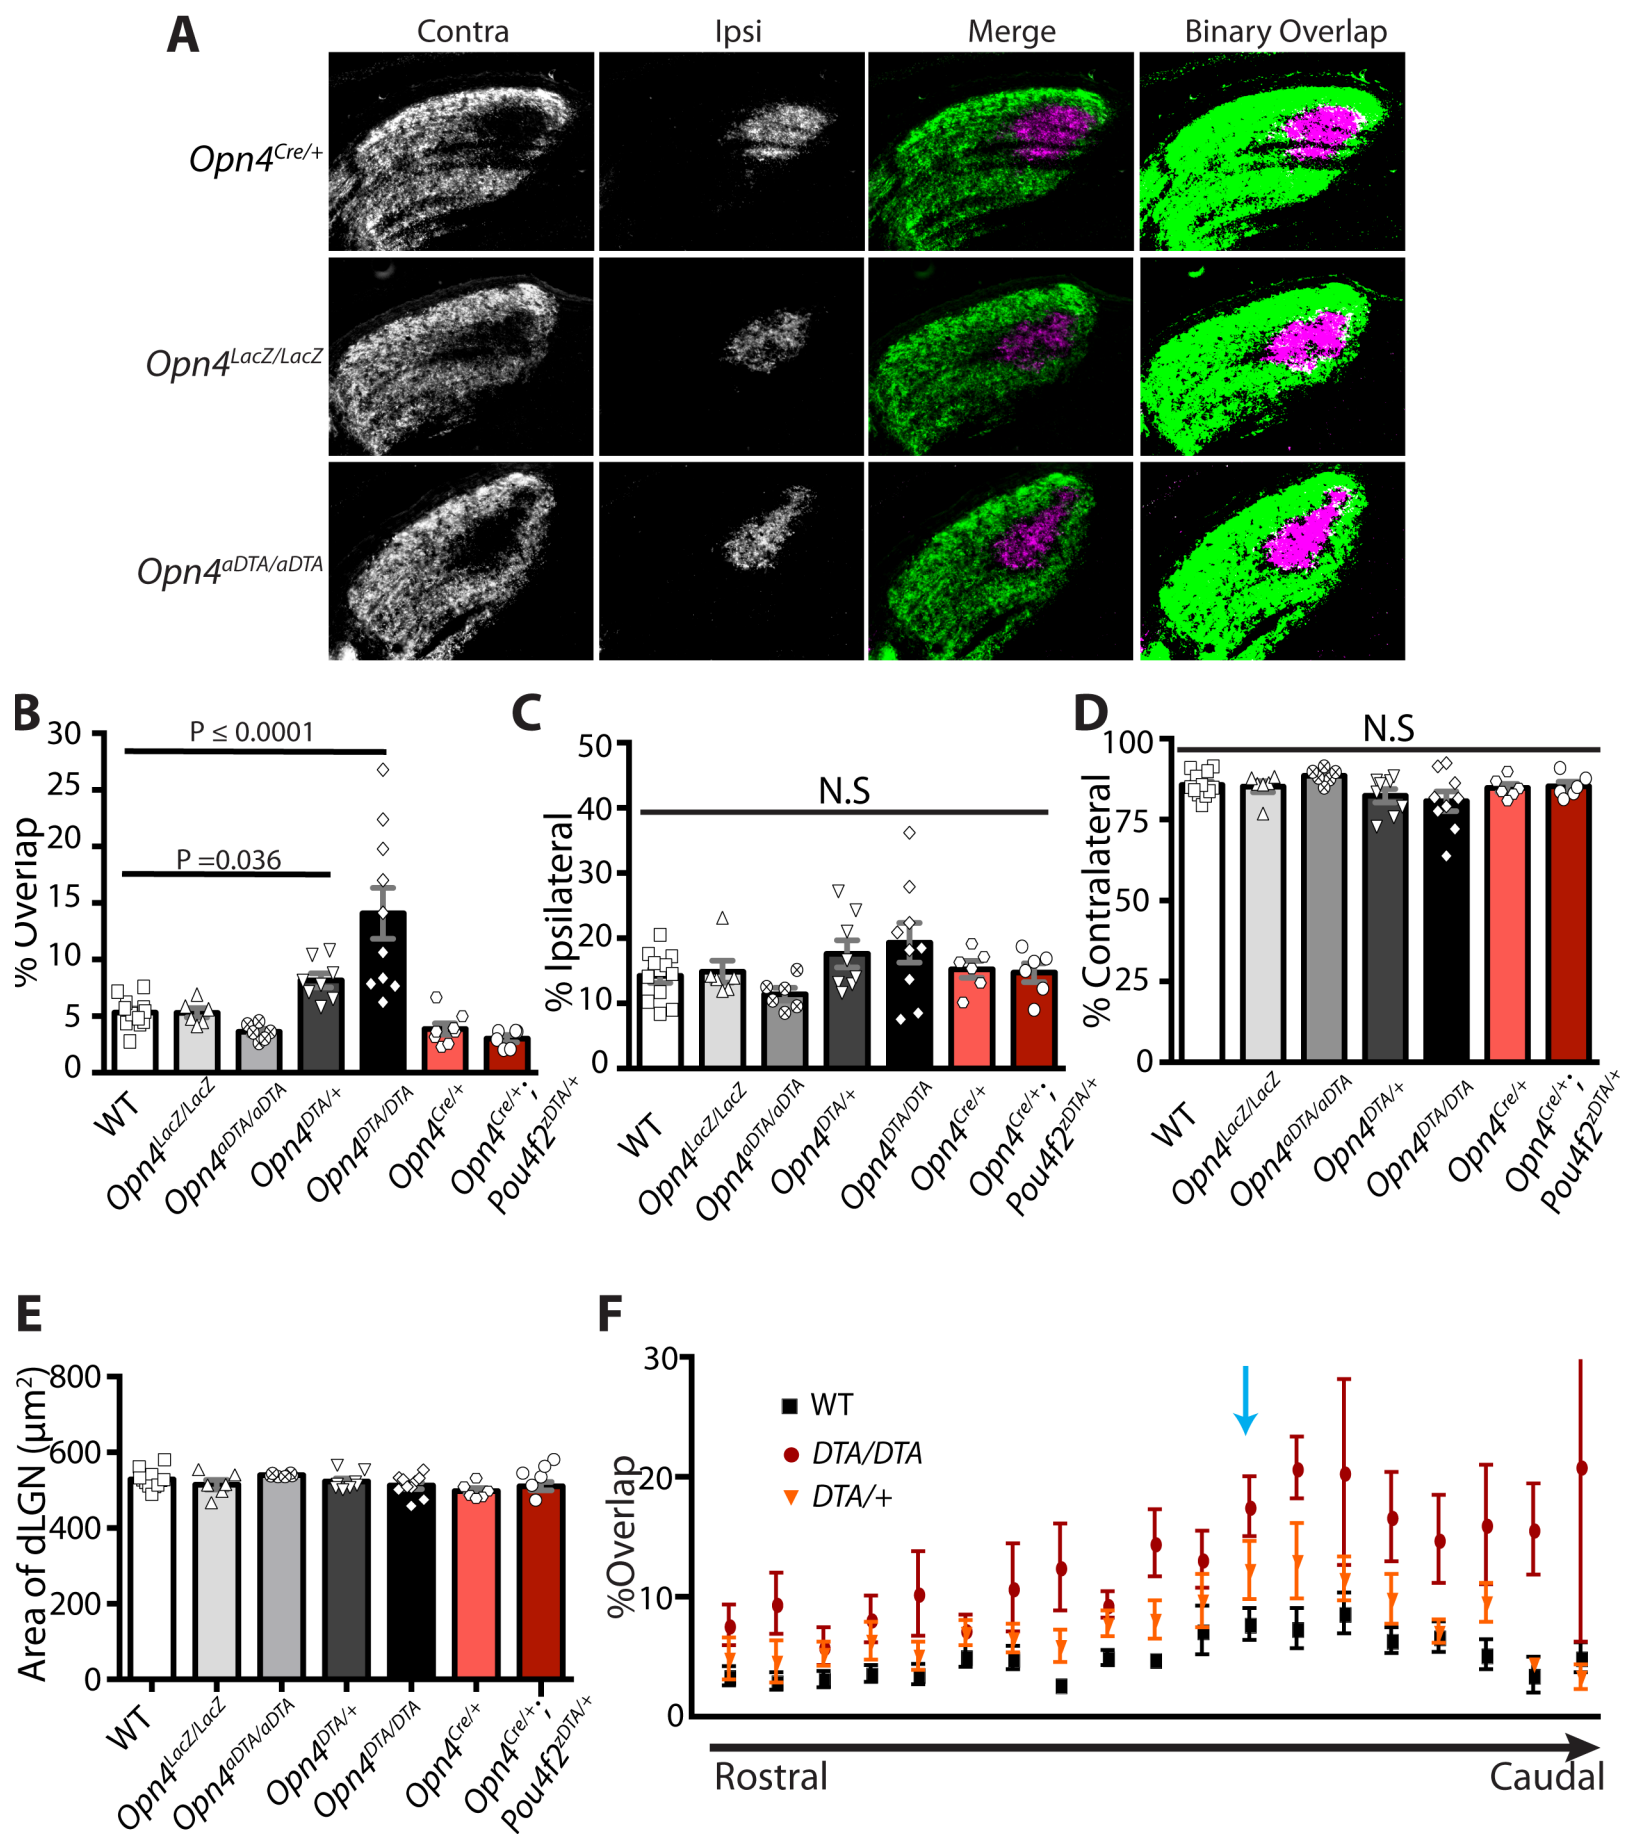 A
Contra
Ipsi
Merge
Binary Overlap
Opn4Cre/+
Opn4LacZ/LacZ
Opn4aDTA/aDTA
B
% Overlap
30
25
20
15
10
5
0
P ≤ 0.0001
P =0.036
WT
Opn4LacZ/LacZ
Opn4aDTA/aDTA
Opn4DTA/+
Opn4DTA/DTA
Opn4Cre/+
Opn4Cre/+;
Pou4f2zDTA/+
C
% Ipsilateral
50
40
30
20
10
0
N.S
WT
Opn4LacZ/LacZ
Opn4aDTA/aDTA
Opn4DTA/+
Opn4DTA/DTA
Opn4Cre/+
Opn4Cre/+;
Pou4f2zDTA/+
D
% Contralateral
100
75
50
25
0
N.S
WT
Opn4LacZ/LacZ
Opn4aDTA/aDTA
Opn4DTA/+
Opn4DTA/DTA
Opn4Cre/+
Opn4Cre/+;
Pou4f2zDTA/+
E
Area of dLGN (µm2)
800
600
400
200
0
WT
Opn4LacZ/LacZ
Opn4aDTA/aDTA
Opn4DTA/+
Opn4DTA/DTA
Opn4Cre/+
Opn4Cre/+;
Pou4f2zDTA/+
F
%Overlap
30
20
10
0
WT
DTA/DTA
DTA/+
Rostral
Caudal